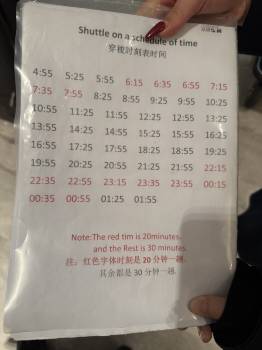 Shuttle on a schedule of time
穿梭时刻表时间
4:55 5:25 5:55 6:15 6:35 6:55 7:15
7:35 7:55 8:25 8:55 9:25 9:55 10:25
10:55 11:25 11:55 12:25 12:55 13:25
13:55 14:25 14:55 15:25 15:55 16:25
16:55 17:25 17:55 18:25 18:55 19:25
19:55 20:25 20:55 21:25 21:55 22:15
22:35 22:55 23:15 23:35 23:55 00:15
00:35 00:55 01:25 01:55
Note:The red tim is 20minutes,
and the Rest is 30 minutes.
注: 红色字体时刻是 20 分钟一趟,
其余都是 30 分钟一趟.